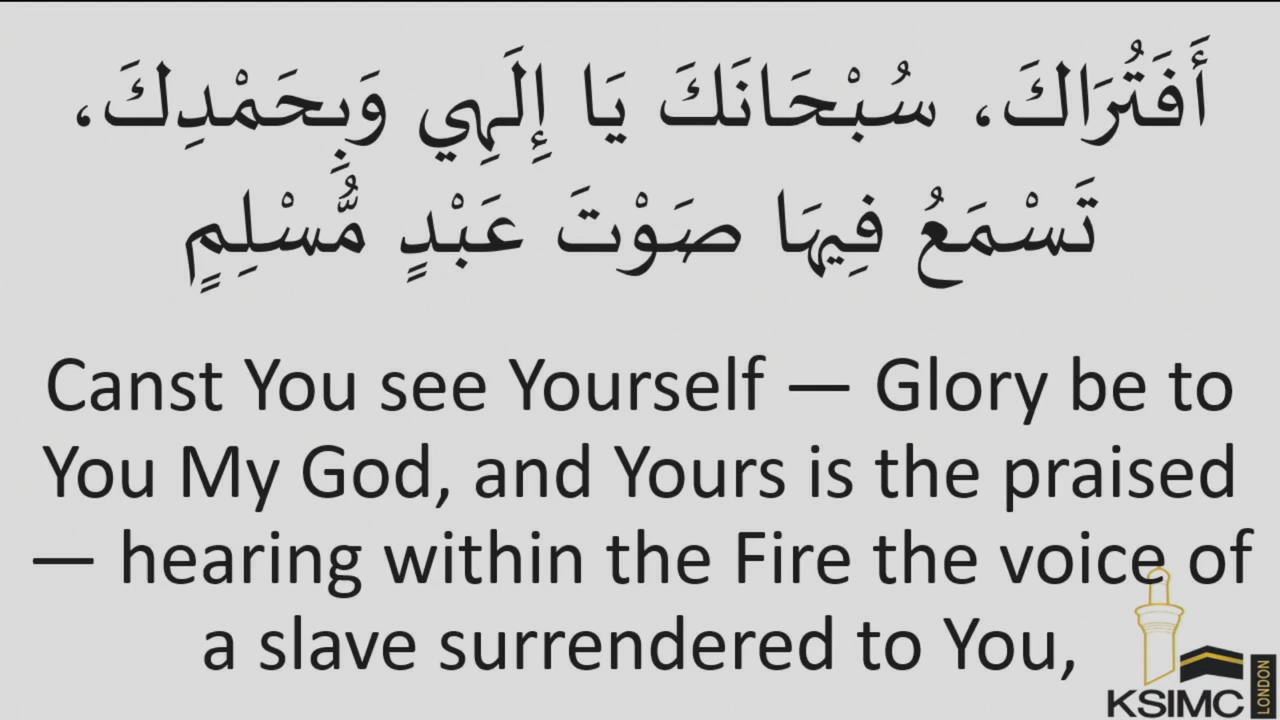 أَفَتُرَاكَ، سُبْحَانَكَ يَا إِلَهِي وَبِحَمْدِكَ،
تَسْمَعُ فِيهَا صَوْتَ عَبْدٍ مُّسْلِمٍ
Canst You see Yourself — Glory be to
You My God, and Yours is the praised
— hearing within the Fire the voice of
a slave surrendered to You,
KSIMC LONDON